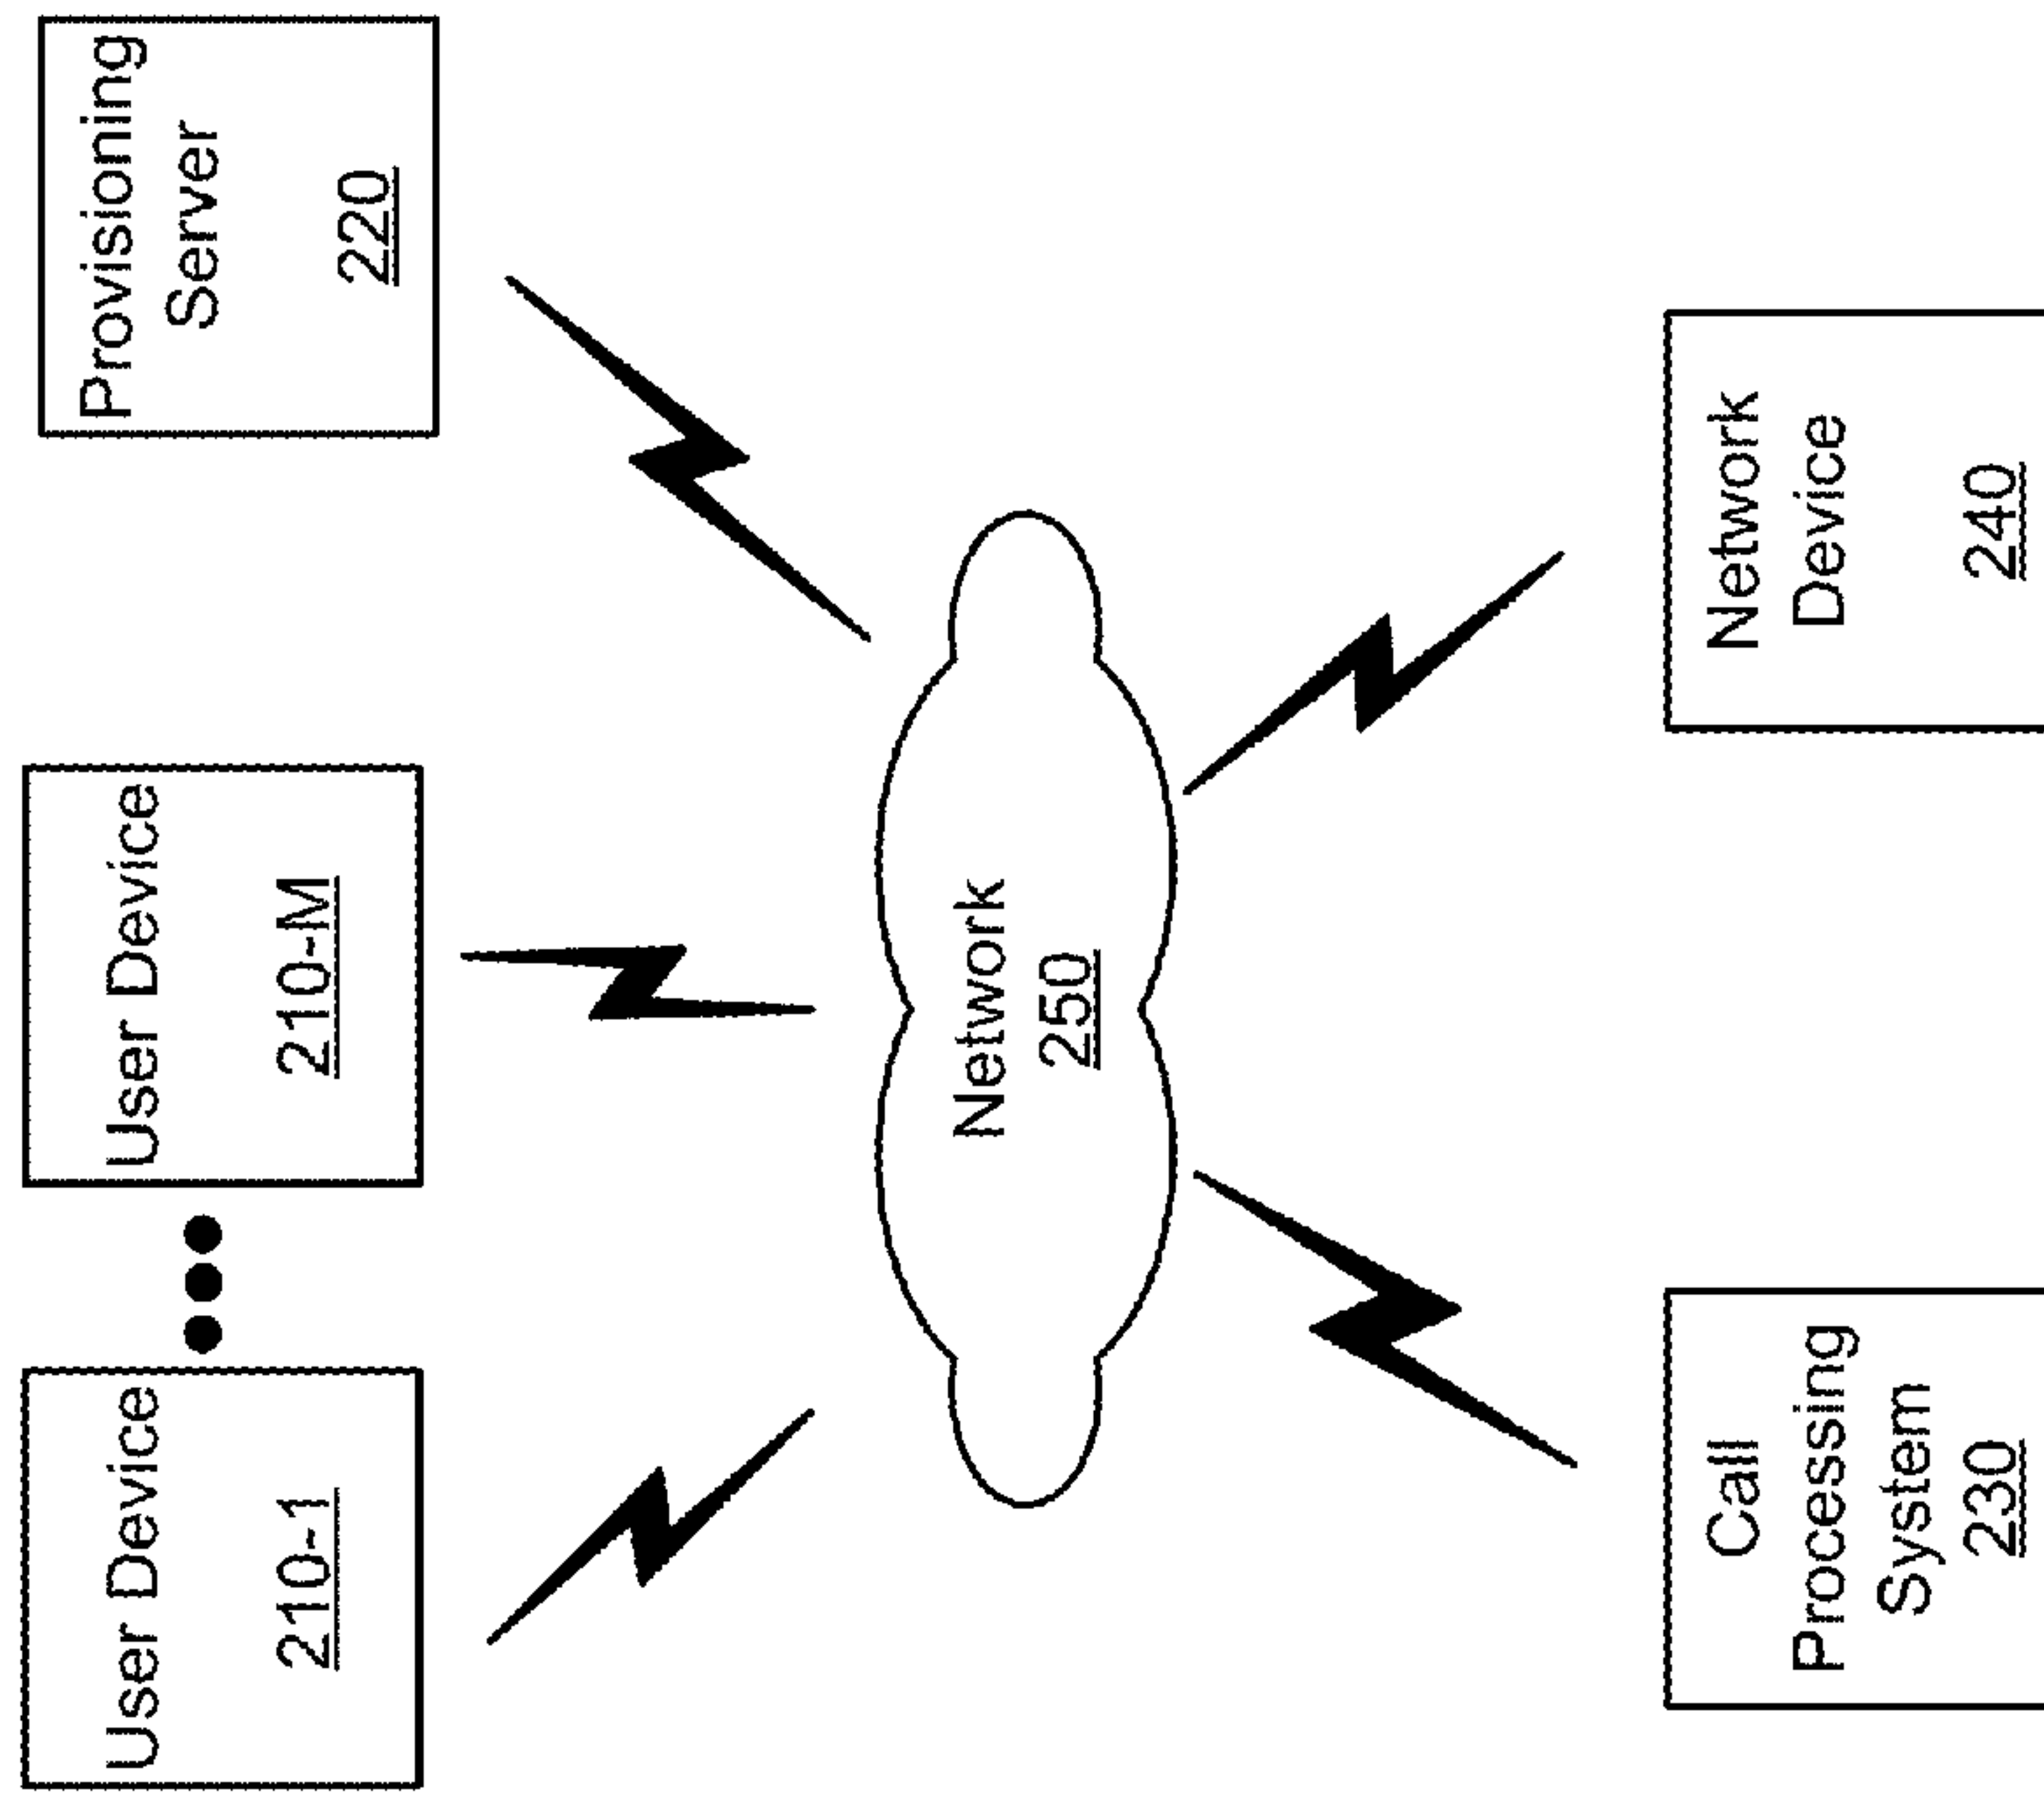 User Device
210-1
User Device
210-M
Provisioning
Server
220
Network
250
Call
Processing
System
230
Network
Device
240